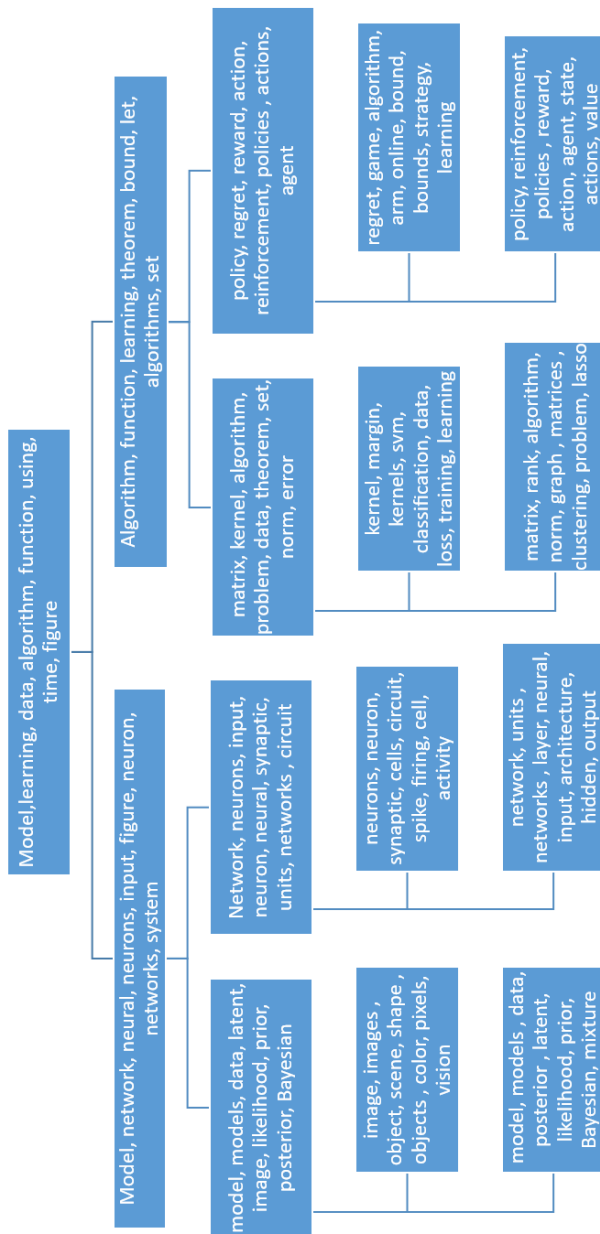 Model,learning, data, algorithm, function, using,
time, figure
Model, network, neural, neurons, input, figure, neuron,
networks, system
Algorithm, function, learning, theorem, bound, let,
algorithms, set
model, models, data, latent,
image, likelihood, prior,
posterior, Bayesian
Network, neurons, input,
neuron, neural, synaptic,
units, networks , circuit
matrix, kernel, algorithm,
problem, data, theorem, set,
norm, error
policy, regret, reward, action,
reinforcement, policies , actions,
agent
image, images ,
object, scene, shape ,
objects , color, pixels,
vision
neurons, neuron,
synaptic, cells, circuit,
spike, firing, cell,
activity
kernel, margin,
kernels, svm,
classification, data,
loss, training, learning
regret, game, algorithm,
arm, online, bound,
bounds, strategy,
learning
model, models , data,
posterior , latent,
likelihood, prior,
Bayesian, mixture
network, units ,
networks , layer, neural,
input, architecture,
hidden, output
matrix, rank, algorithm,
norm, graph , matrices ,
clustering, problem, lasso
policy, reinforcement,
policies , reward,
action, agent, state,
actions, value